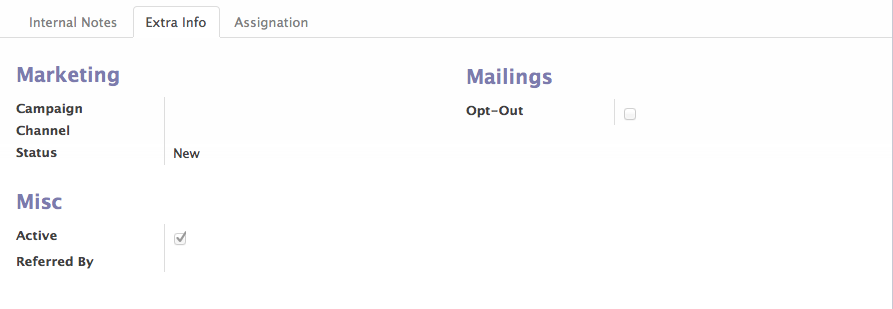 Internal Notes Extra Info Assignation
Marketing
Campaign
Channel
Status New
Misc
Active
Referred By
Mailings
Opt-Out